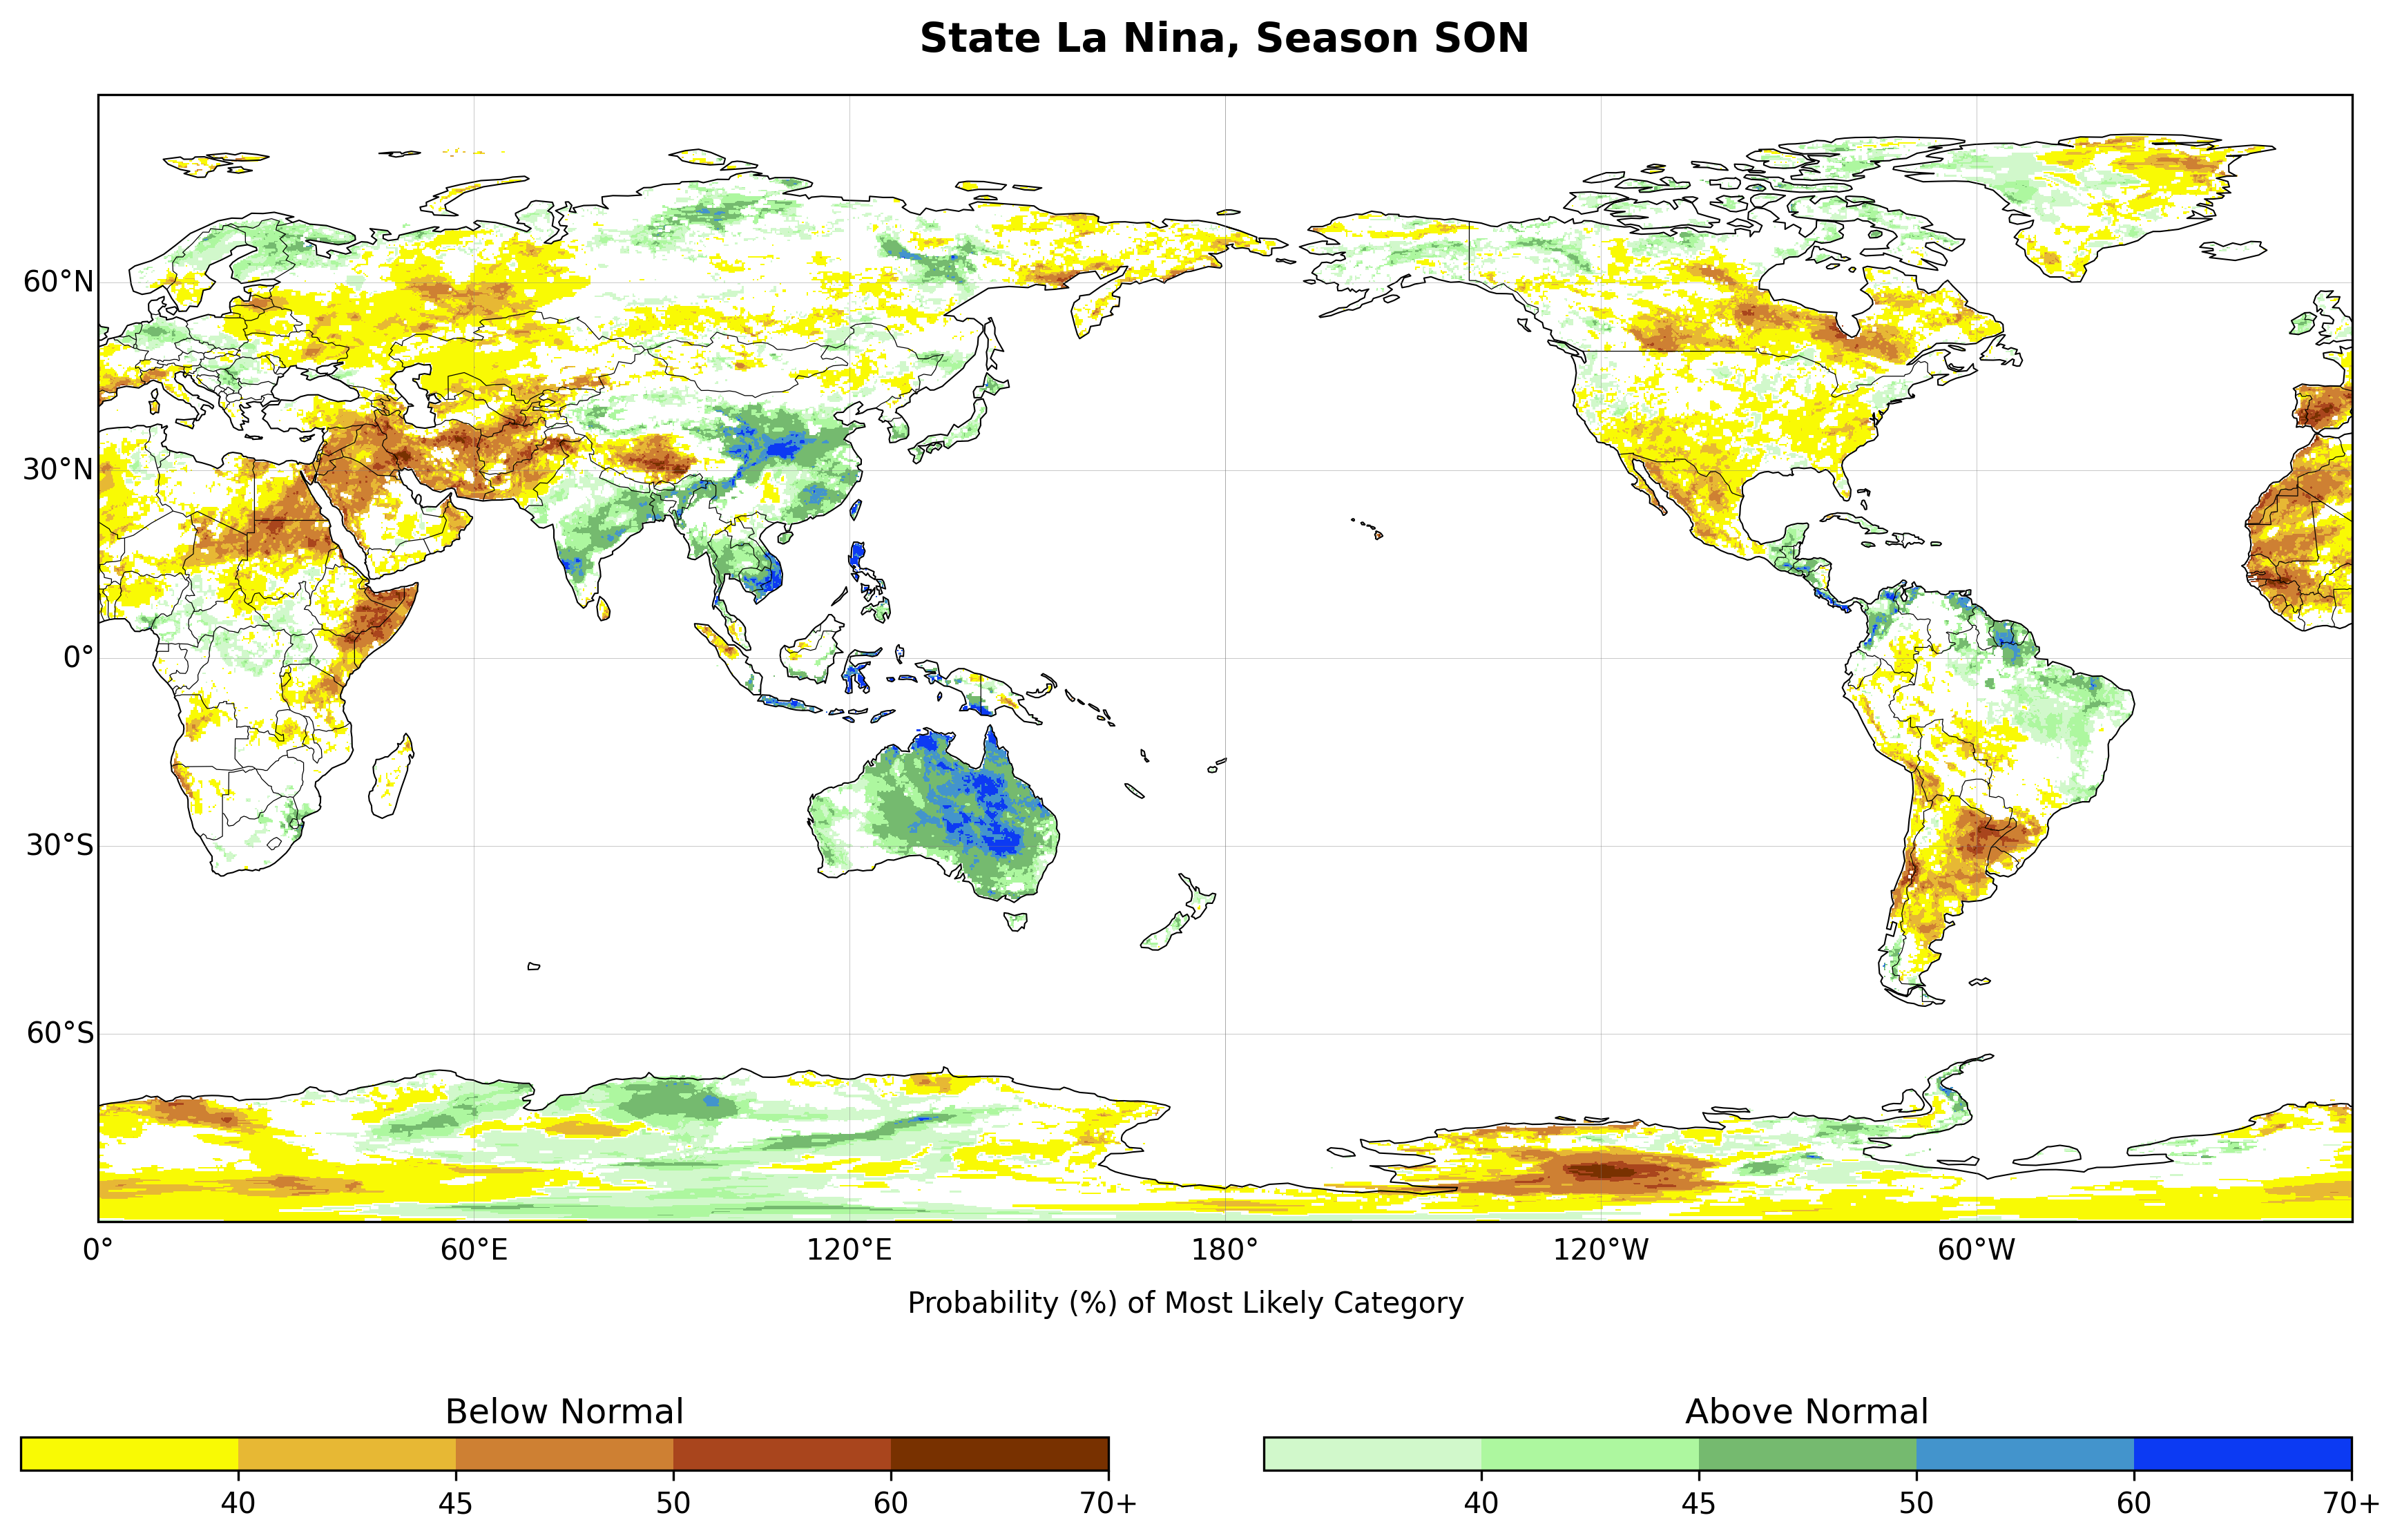 State La Nina, Season SON
60°N
30°N
0°
30°S
60°S
0° 60°E 120°E 180° 120°W 60°W
Probability (%) of Most Likely Category
Below Normal
40 45 50 60 70+
Above Normal
40 45 50 60 70+